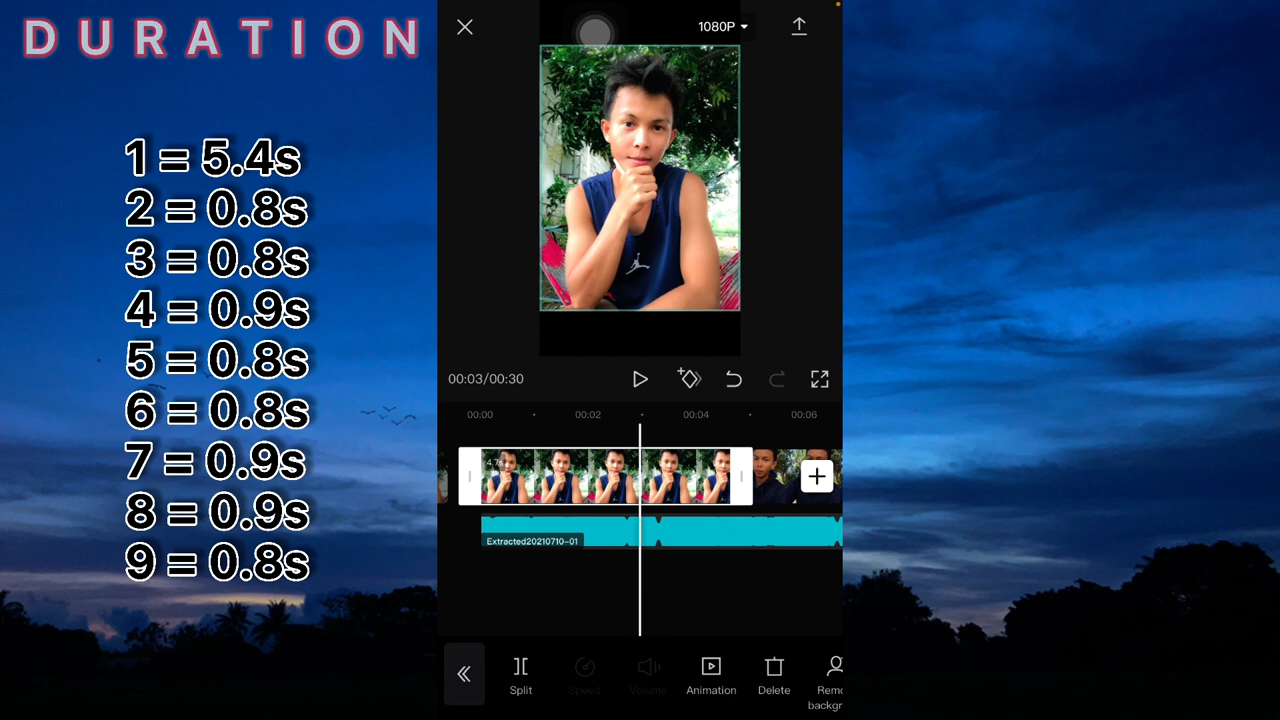 DURATION
1 = 5.4s
2 = 0.8s
3 = 0.8s
4 = 0.9s
5 = 0.8s
6 = 0.8s
7 = 0.9s
8 = 0.9s
9 = 0.8s
1080P
00:03/00:30
00:00 00:02 00:04 00:06
Extracted20210710-01
Split Speed Volume Animation Delete Remo
backgr